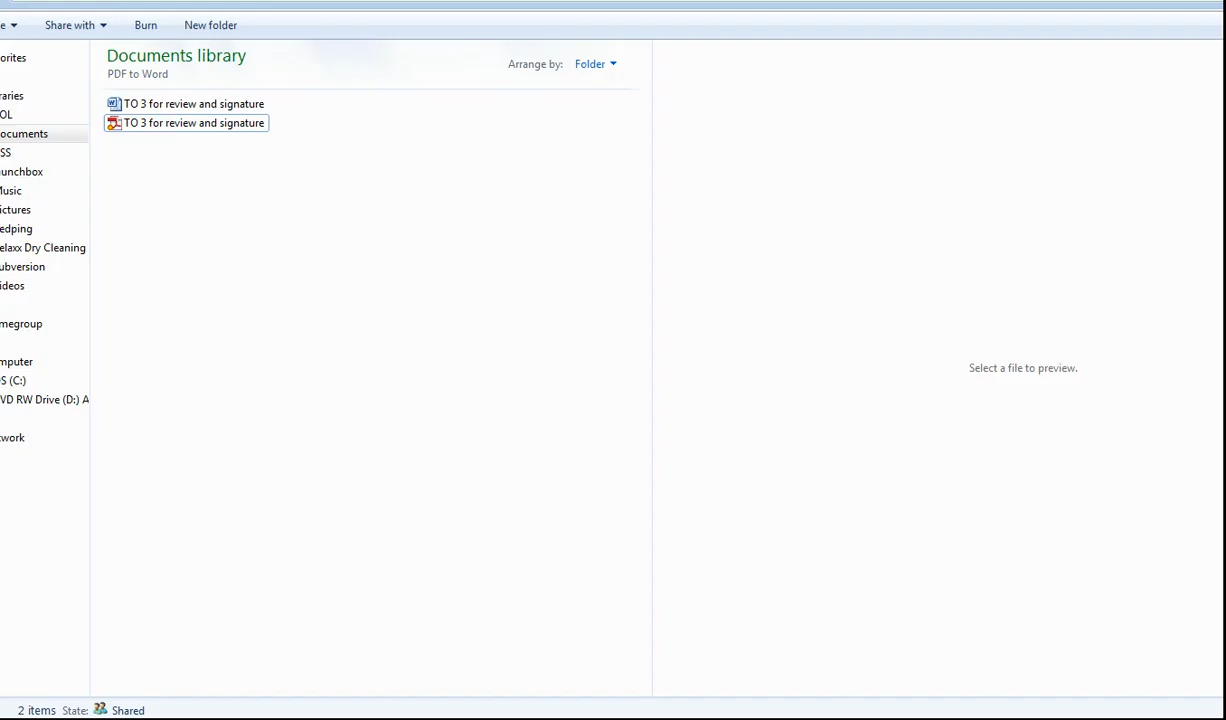 e Share with Burn New folder
Documents library
PDF to Word
Arrange by: Folder
TO 3 for review and signature
TO 3 for review and signature
orites
raries
OL
ocuments
SS
unchbox
Music
ictures
edping
elaxx Dry Cleaning
ubversion
ideos
megroup
mputer
S (C:)
VD RW Drive (D:) A
twork
Select a file to preview.
2 items State: Shared